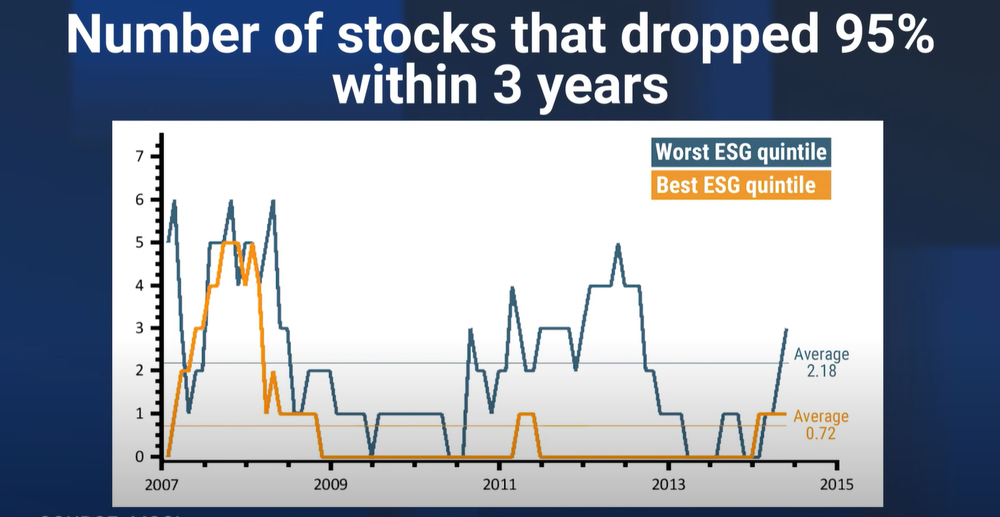 Number of stocks that dropped 95%
within 3 years
Worst ESG quintile
Best ESG quintile
7
6
5
4
3
2
1
0
Average
2.18
Average
0.72
2007 2009 2011 2013 2015